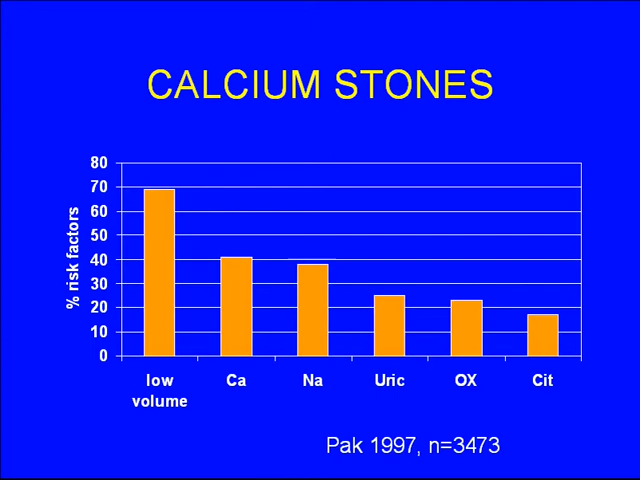 CALCIUM STONES
80
70
60
50
40
30
20
10
0
% risk factors
low volume
Ca
Na
Uric
OX
Cit
Pak 1997, n=3473